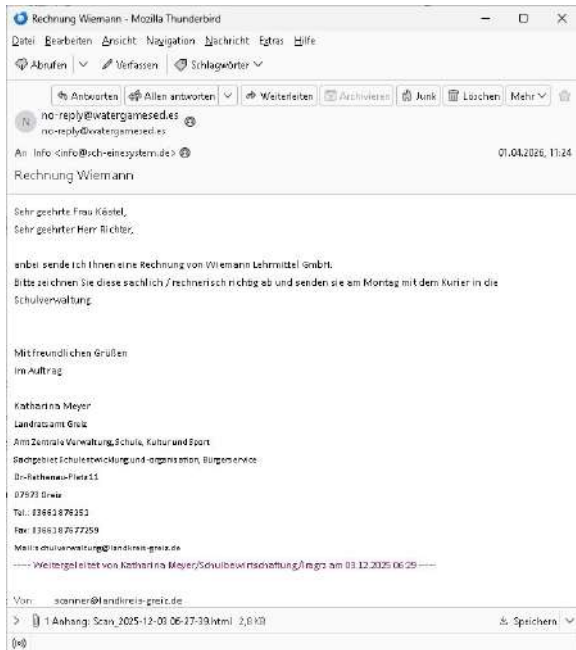 Rechnung Wiemann - Mozilla Thunderbird
Datei Bearbeiten Ansicht Navigation Nachricht Extras Hilfe
Abrufen Verfassen Schlagwörter
Antworten Allen antworten Weiterleiten Archivieren Junk Löschen Mehr
N
no-reply@watergamesed.es
no-reply@watergamesed.es
An Info <info@sch-einesystem.de> 01.04.2026, 11:24
Rechnung Wiemann
Sehr geehrte Frau Köstel,
Sehr geehrter Herr Richter,
anbei sende ich Ihnen eine Rechnung von Wiemann Lehrmittel GmbH.
Bitte zeichnen Sie diese sachlich / rechnerisch richtig ab und senden sie am Montag mit dem Kurier in die
Schulverwaltung.
Mit freundlichen Grüßen
Im Auftrag
Katharina Meyer
Landratsamt Greiz
Amt Zentrale Verwaltung, Schule, Kultur und Sport
Sachgebiet Schulentwicklung und -organisation, Bürgerservice
Dr-Rathenau-Platz 11
07973 Greiz
Tel.: 03661 876252
Fax: 03661 87677259
Mail: schulverwaltung@landkreis-greiz.de
----- Weitergeleitet von Katharina Meyer/Schulbewirtschaftung/lragrz am 03.12.2025 06:29 -----
Von: scanner@landkreis-greiz.de
1 Anhang: Scan_2025-12-03 06-27-39.html 2,8 KB Speichern